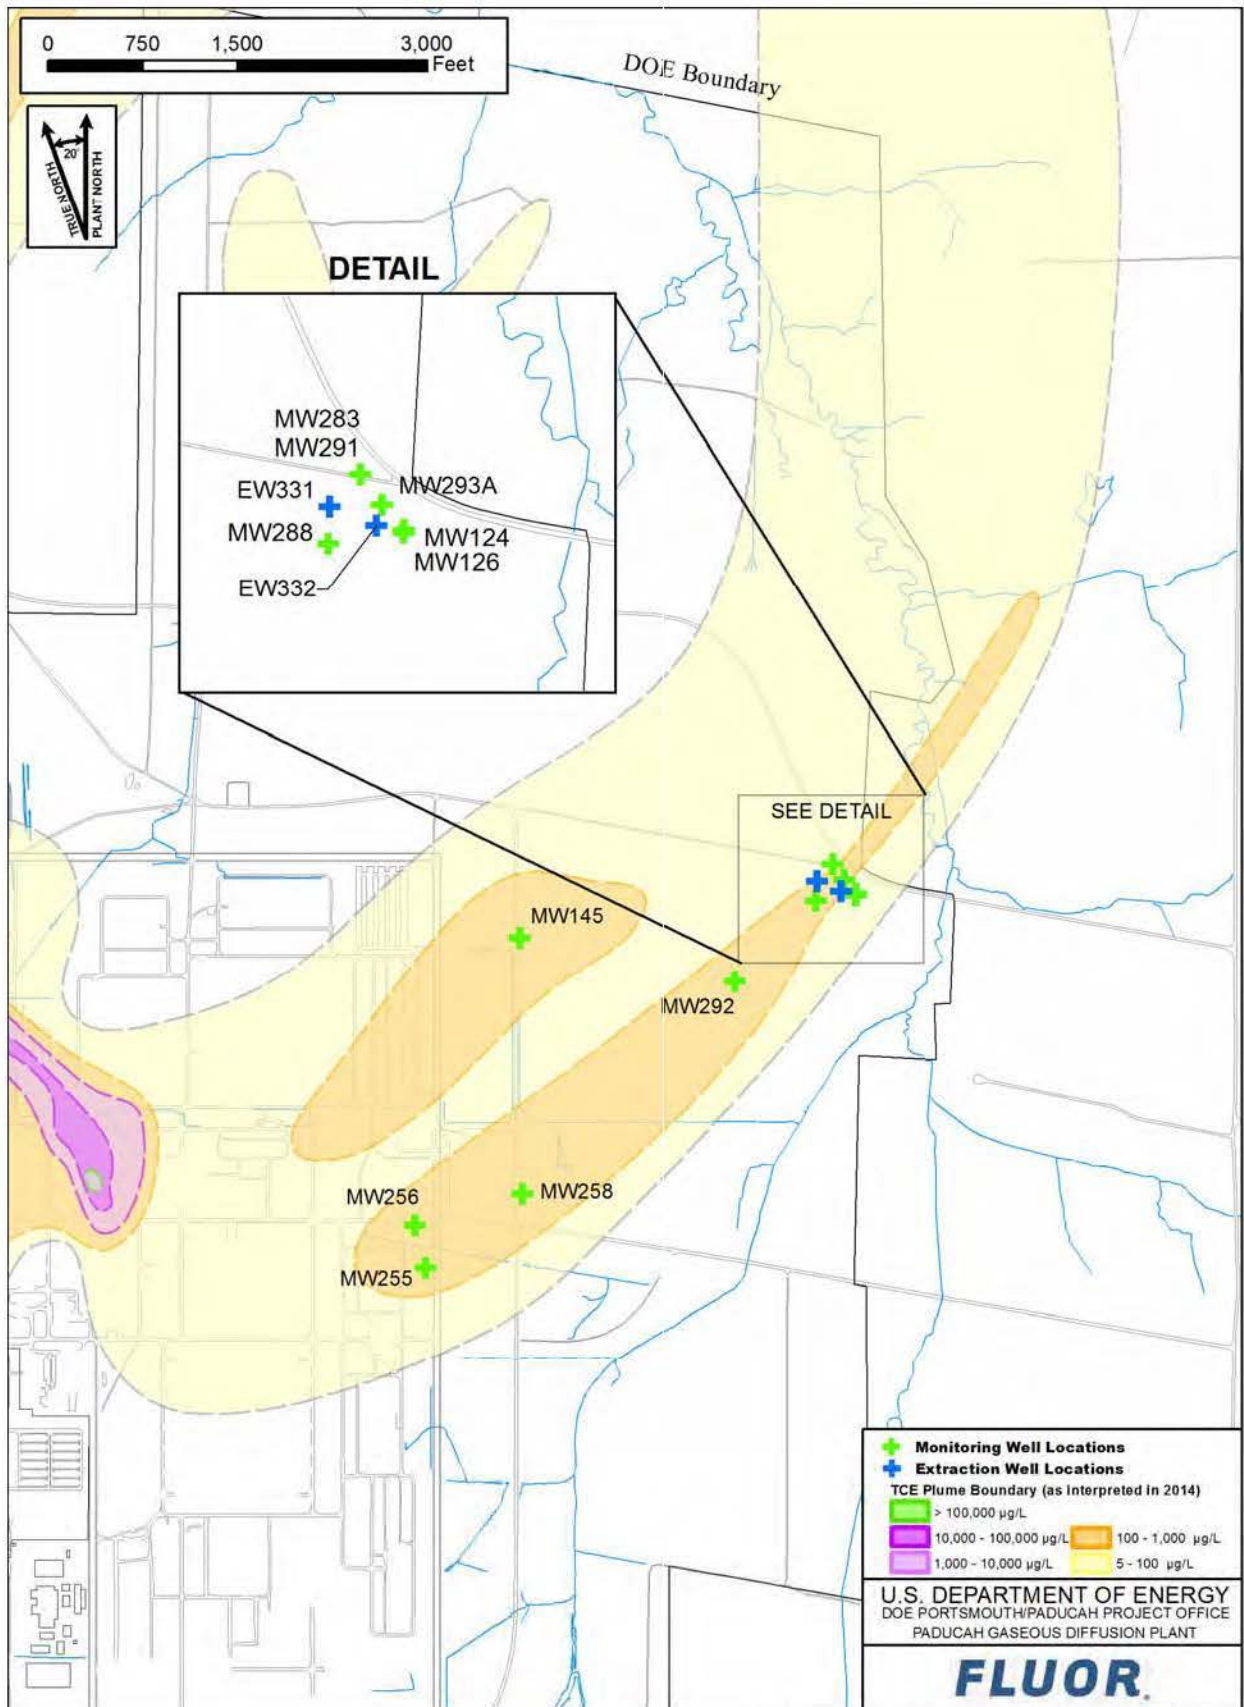 0 750 1,500 3,000
Feet
DOE Boundary
20°
TRUE NORTH
PLANT NORTH
DETAIL
MW283
MW291
MW293A
EW331
MW288
MW124
MW126
EW332
SEE DETAIL
MW145
MW292
MW256
MW258
MW255
Monitoring Well Locations
Extraction Well Locations
TCE Plume Boundary (as interpreted in 2014)
> 100,000 µg/L
10,000 - 100,000 µg/L 100 - 1,000 µg/L
1,000 - 10,000 µg/L 5 - 100 µg/L
U.S. DEPARTMENT OF ENERGY
DOE PORTSMOUTH/PADUCAH PROJECT OFFICE
PADUCAH GASEOUS DIFFUSION PLANT
FLUOR.